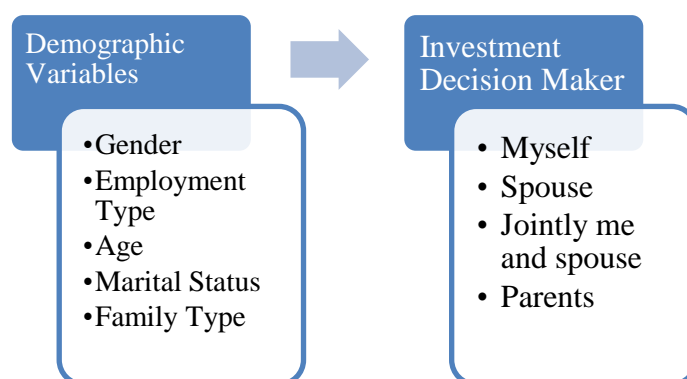 Demographic
Variables
•Gender
•Employment
Type
•Age
•Marital Status
•Family Type
Investment
Decision Maker
• Myself
• Spouse
• Jointly me
and spouse
• Parents